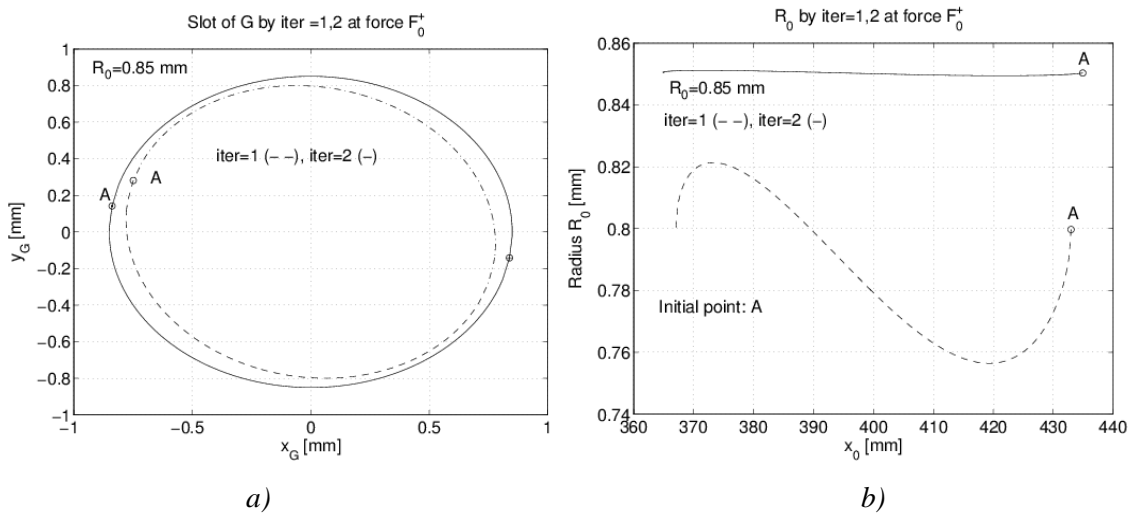 Slot of G by iter =1,2 at force F₀⁺
1
R₀=0.85 mm
0.8
0.6
iter=1 (– –), iter=2 (–)
0.4
A
A
0.2
0
−0.2
−0.4
−0.6
−0.8
−1
y_G [mm]
−1
−0.5
0
0.5
1
x_G [mm]
a)
R₀ by iter=1,2 at force F₀⁺
0.86
A
R₀=0.85 mm
0.84
iter=1 (– –), iter=2 (–)
0.82
A
0.8
0.78
Initial point: A
0.76
0.74
Radius R₀ [mm]
360
370
380
390
400
410
420
430
440
x₀ [mm]
b)